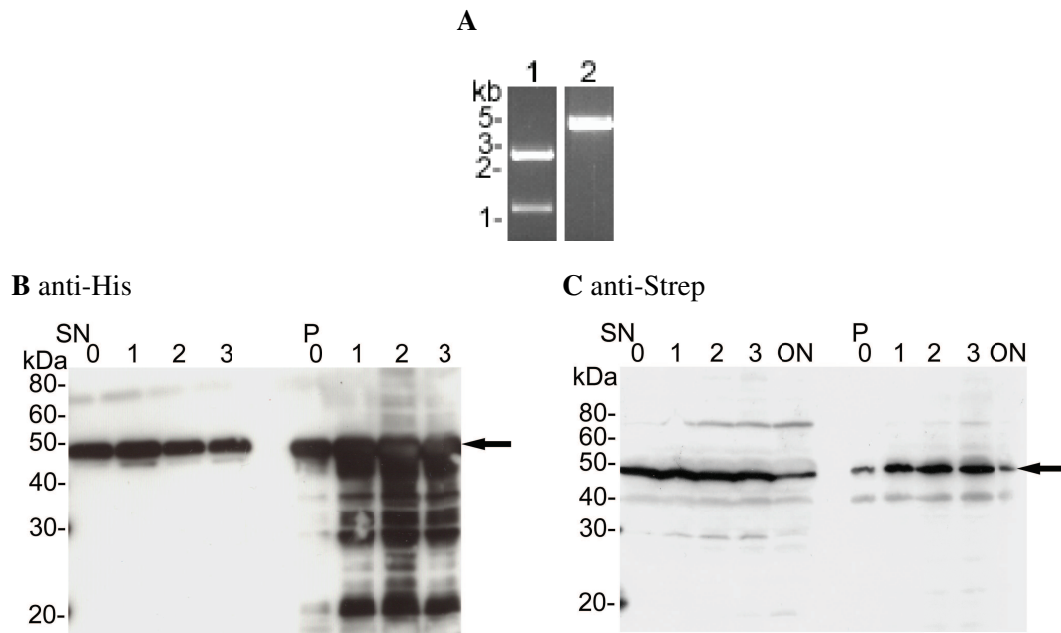 A
1 2
kb
5-
3-
2-
1-
B anti-His
SN P
0 1 2 3 0 1 2 3
kDa
80-
60-
50-
40-
30-
20-
C anti-Strep
SN P
0 1 2 3 ON 0 1 2 3 ON
kDa
80-
60-
50-
40-
30-
20-